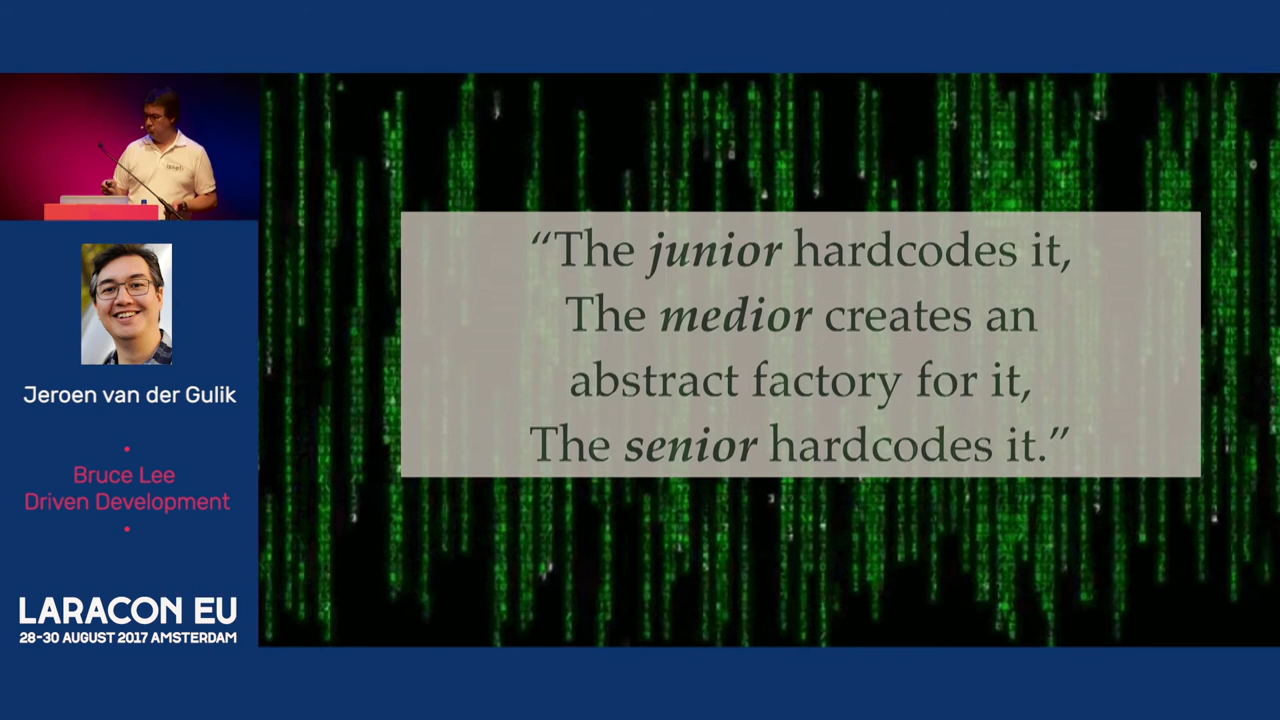 Jeroen van der Gulik
Bruce Lee
Driven Development
LARACON EU
28-30 AUGUST 2017 AMSTERDAM
“The junior hardcodes it,
The medior creates an
abstract factory for it,
The senior hardcodes it.”